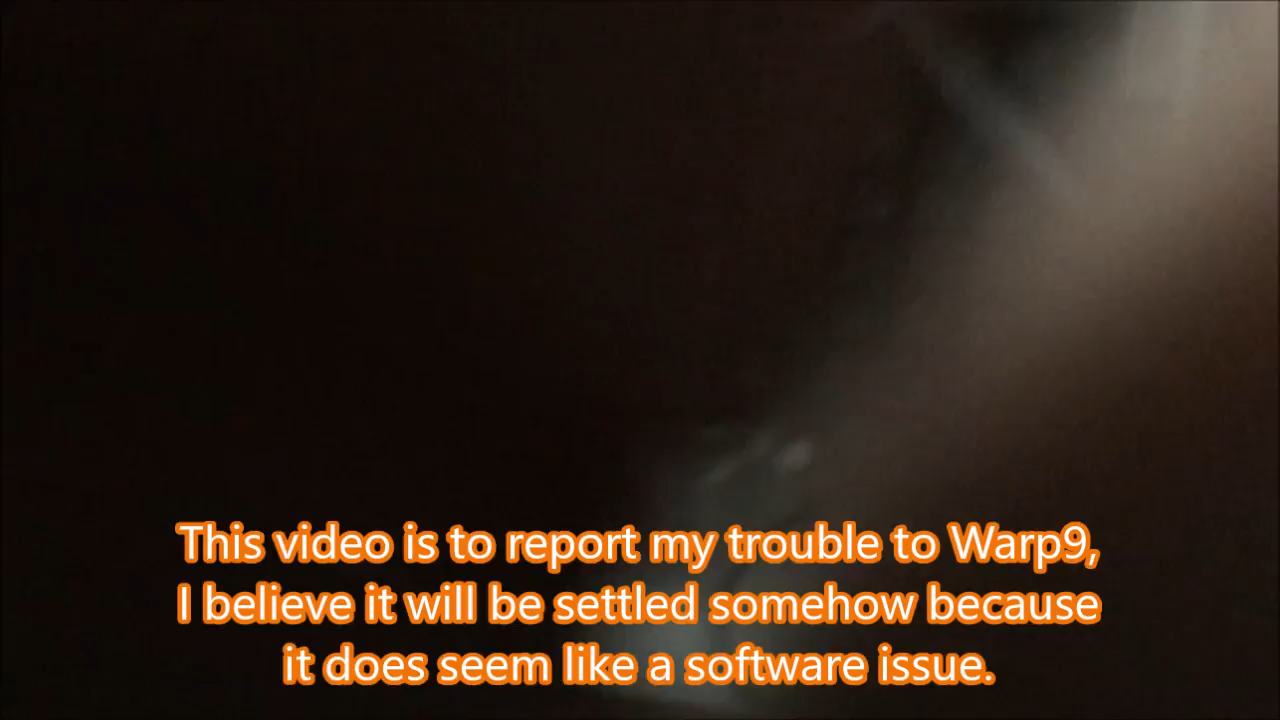 This video is to report my trouble to Warp9,
I believe it will be settled somehow because
it does seem like a software issue.